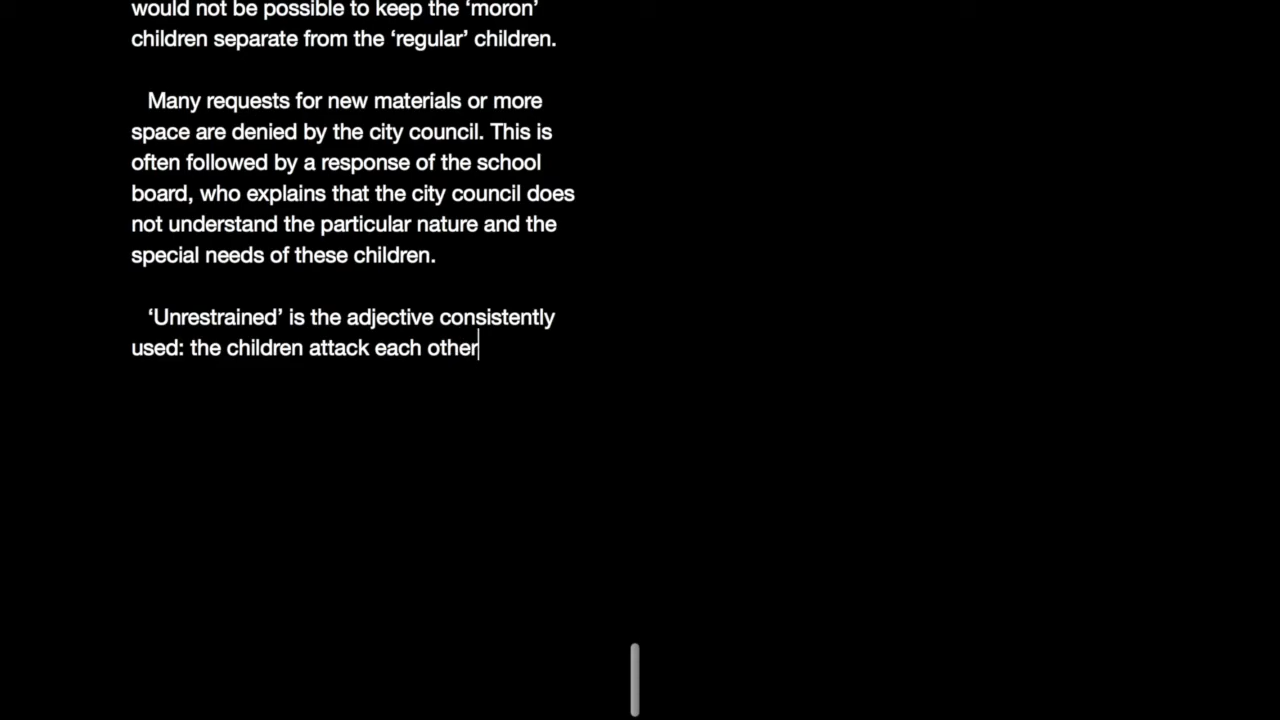 would not be possible to keep the ‘moron’
children separate from the ‘regular’ children.
Many requests for new materials or more
space are denied by the city council. This is
often followed by a response of the school
board, who explains that the city council does
not understand the particular nature and the
special needs of these children.
‘Unrestrained’ is the adjective consistently
used: the children attack each other